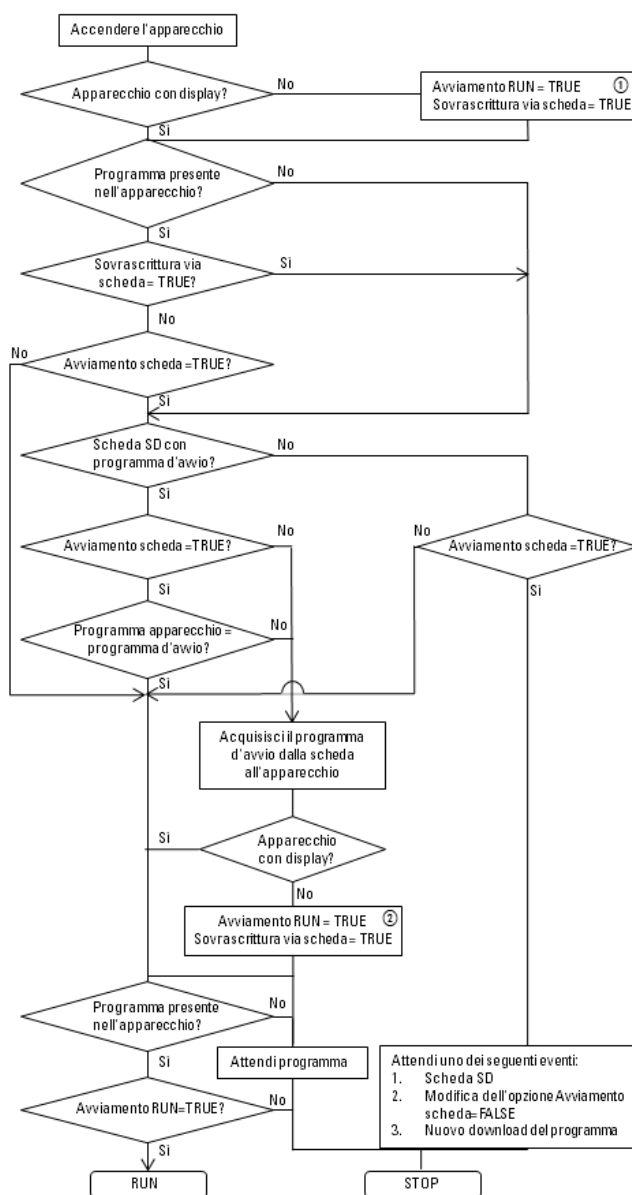 Accendere l'apparecchio
Apparecchio con display?
No
Avviamento RUN = TRUE ①
Sovrascrittura via scheda = TRUE
Sì
Programma presente
nell'apparecchio?
No
Sì
Sovrascrittura via
scheda = TRUE?
Sì
No
No
Avviamento scheda =TRUE?
Sì
Scheda SD con
programma d'avvio?
No
Sì
Avviamento scheda =TRUE?
No
No
Avviamento scheda =TRUE?
Sì
Sì
Programma apparecchio =
programma d'avvio?
No
Sì
Acquisisci il programma
d'avvio dalla scheda
all'apparecchio
Sì
Apparecchio
con display?
No
Avviamento RUN = TRUE ②
Sovrascrittura via scheda = TRUE
Programma presente
nell'apparecchio?
No
Sì
Attendi programma
Attendi uno dei seguenti eventi:
1. Scheda SD
2. Modifica dell'opzione Avviamento
scheda=FALSE
3. Nuovo download del programma
Avviamento RUN=TRUE?
No
Sì
RUN
STOP